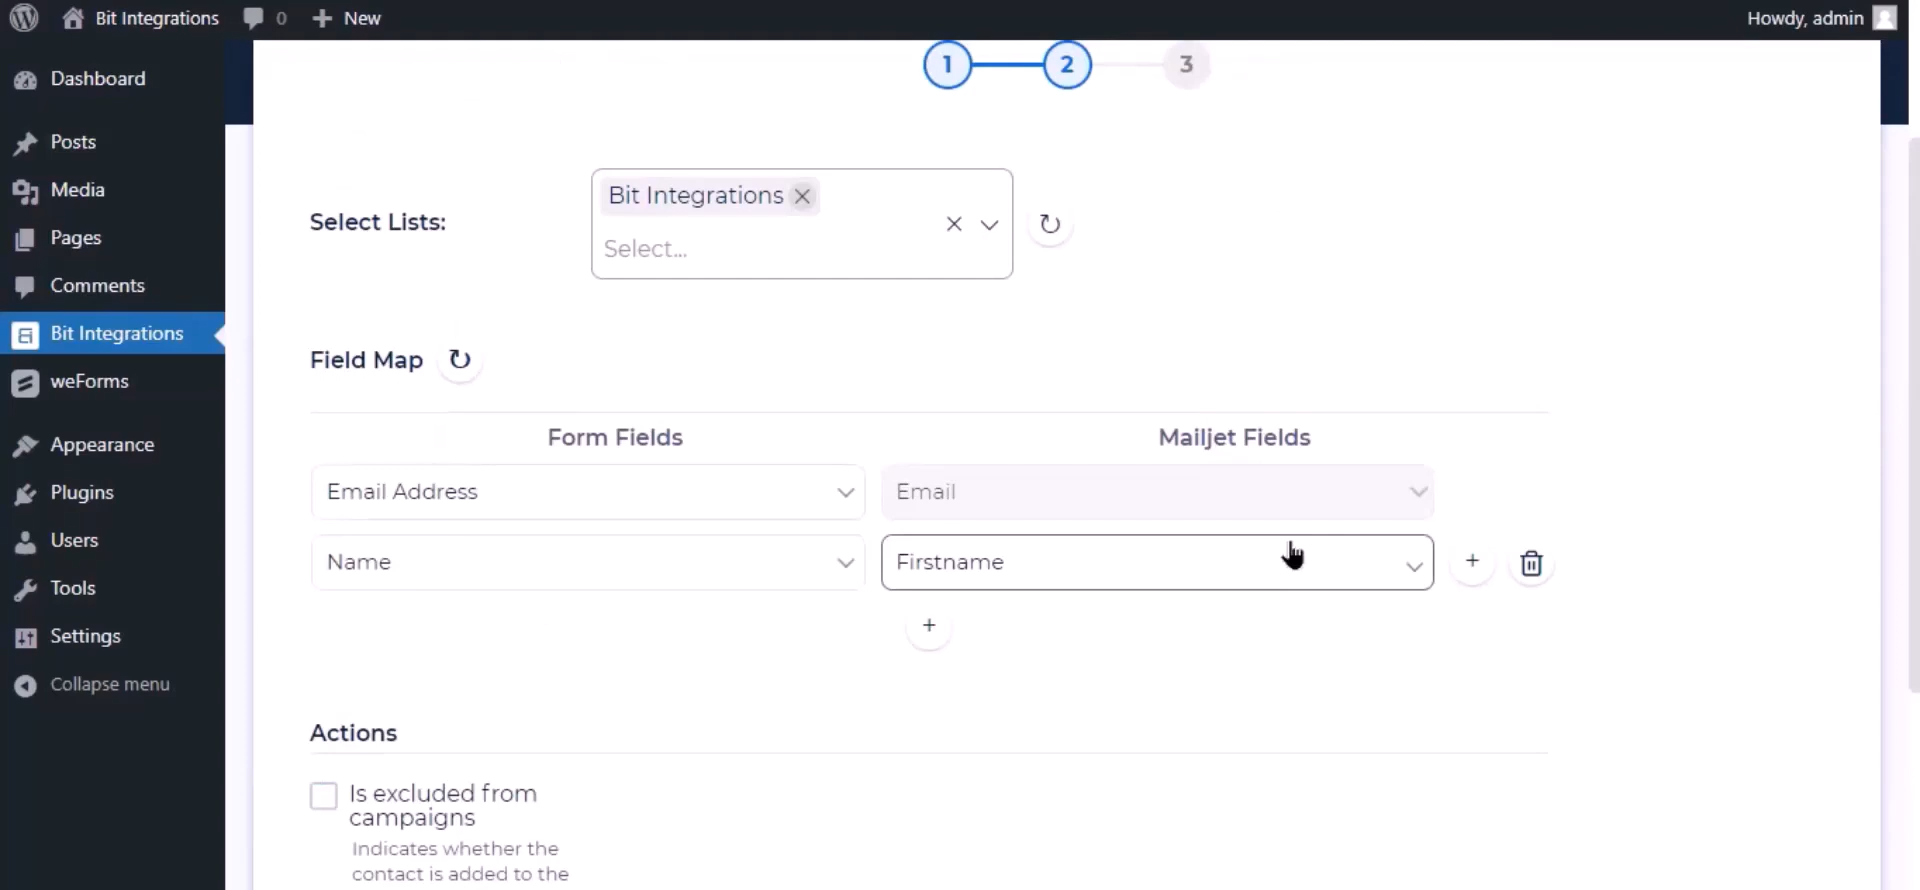 Bit Integrations 0 New Howdy, admin
Dashboard
Posts
Media
Pages
Comments
Bit Integrations
weForms
Appearance
Plugins
Users
Tools
Settings
Collapse menu
1 2 3
Select Lists:
Bit Integrations
Select...
Field Map
Form Fields Mailjet Fields
Email Address Email
Name Firstname
Actions
Is excluded from
campaigns
Indicates whether the
contact is added to the